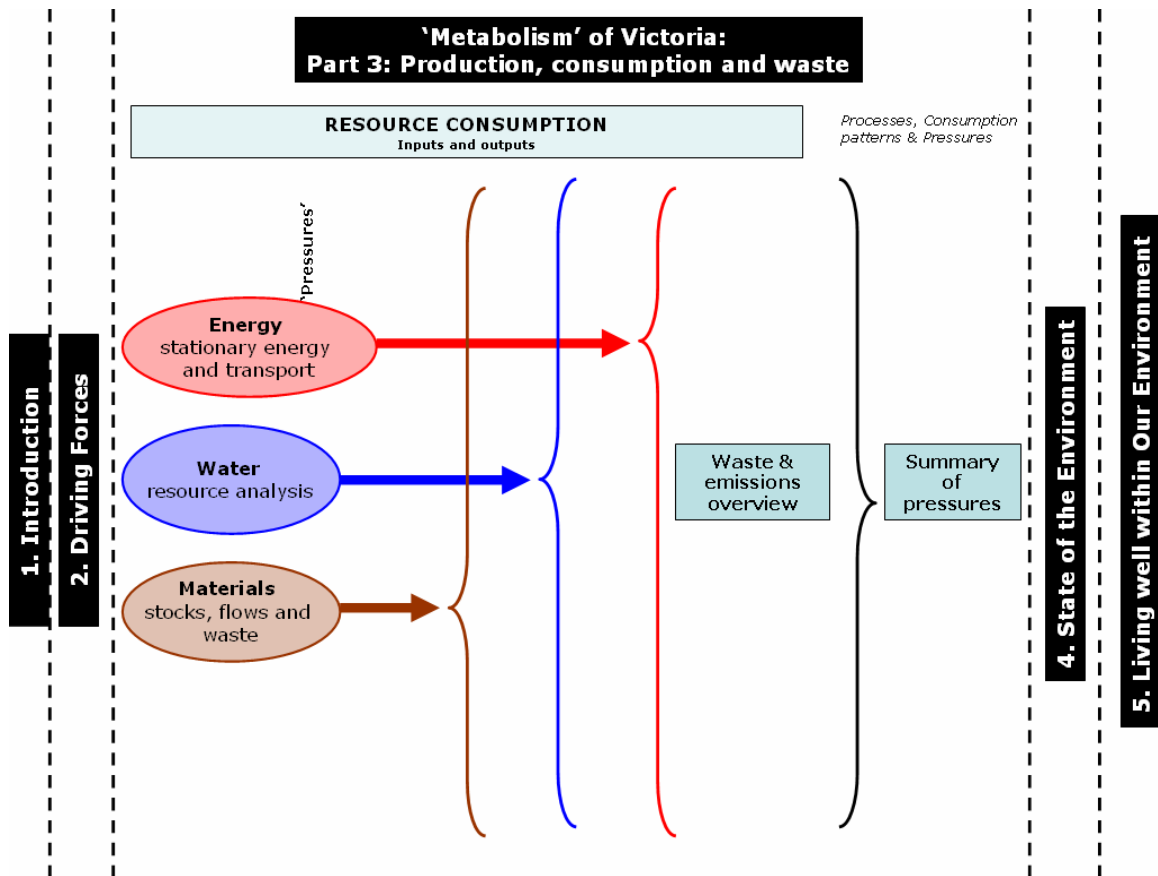 ‘Metabolism’ of Victoria:
Part 3: Production, consumption and waste
RESOURCE CONSUMPTION
Inputs and outputs
Processes, Consumption
patterns & Pressures
1. Introduction
2. Driving Forces
‘Pressures’
Energy
stationary energy
and transport
Water
resource analysis
Materials
stocks, flows and
waste
Waste &
emissions
overview
Summary
of
pressures
4. State of the Environment
5. Living well within Our Environment